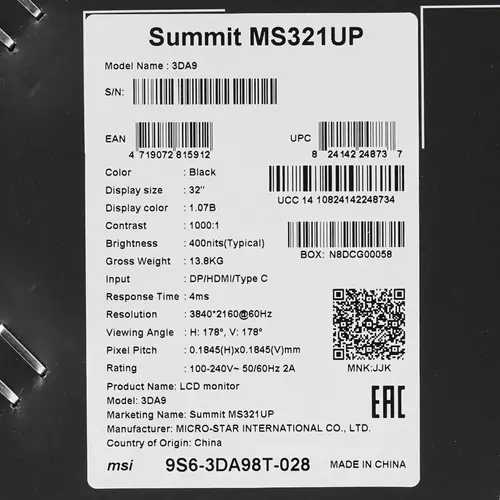 Summit MS321UP
Model Name : 3DA9
S/N:
EAN
4 719072 815912
UPC
8 24142 24873 7
Color : Black
UCC 14 10824142248734
Display size : 32''
Display color : 1.07B
Contrast : 1000:1
Brightness : 400nits(Typical)
BOX: N8DCG00058
Gross Weight : 13.8KG
Input : DP/HDMI/Type C
Response Time : 4ms
Resolution : 3840*2160@60Hz
Viewing Angle : H: 178°, V: 178°
Pixel Pitch : 0.1845(H)x0.1845(V)mm
Rating : 100-240V~ 50/60Hz 2A
MNK:JJK
Product Name: LCD monitor
Model: 3DA9
Marketing Name: Summit MS321UP
Manufacturer: MICRO-STAR INTERNATIONAL CO., LTD.
Country of Origin: China
EAC
msi 9S6-3DA98T-028 MADE IN CHINA